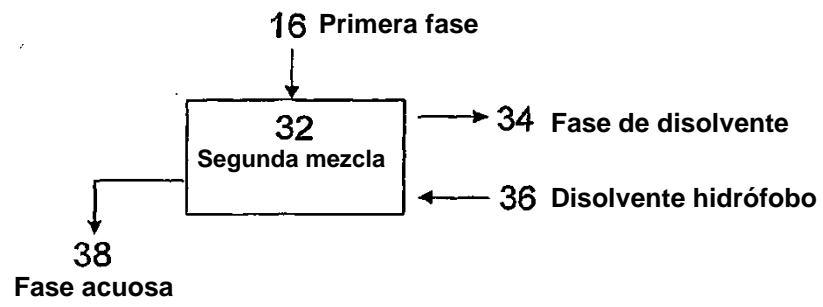 16 Primera fase
32
Segunda mezcla
34 Fase de disolvente
36 Disolvente hidrófobo
38
Fase acuosa